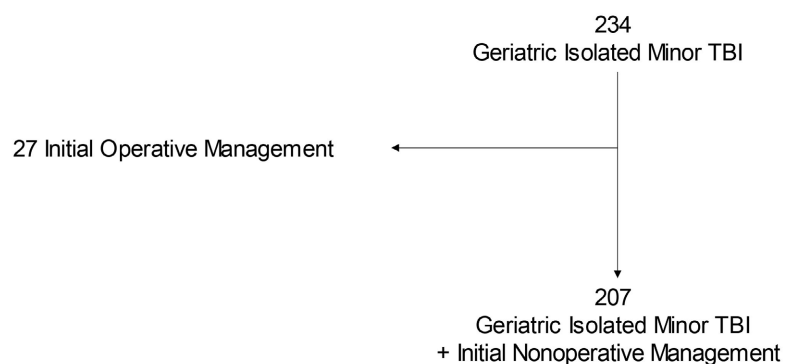 234
Geriatric Isolated Minor TBI
27 Initial Operative Management
207
Geriatric Isolated Minor TBI
+ Initial Nonoperative Management